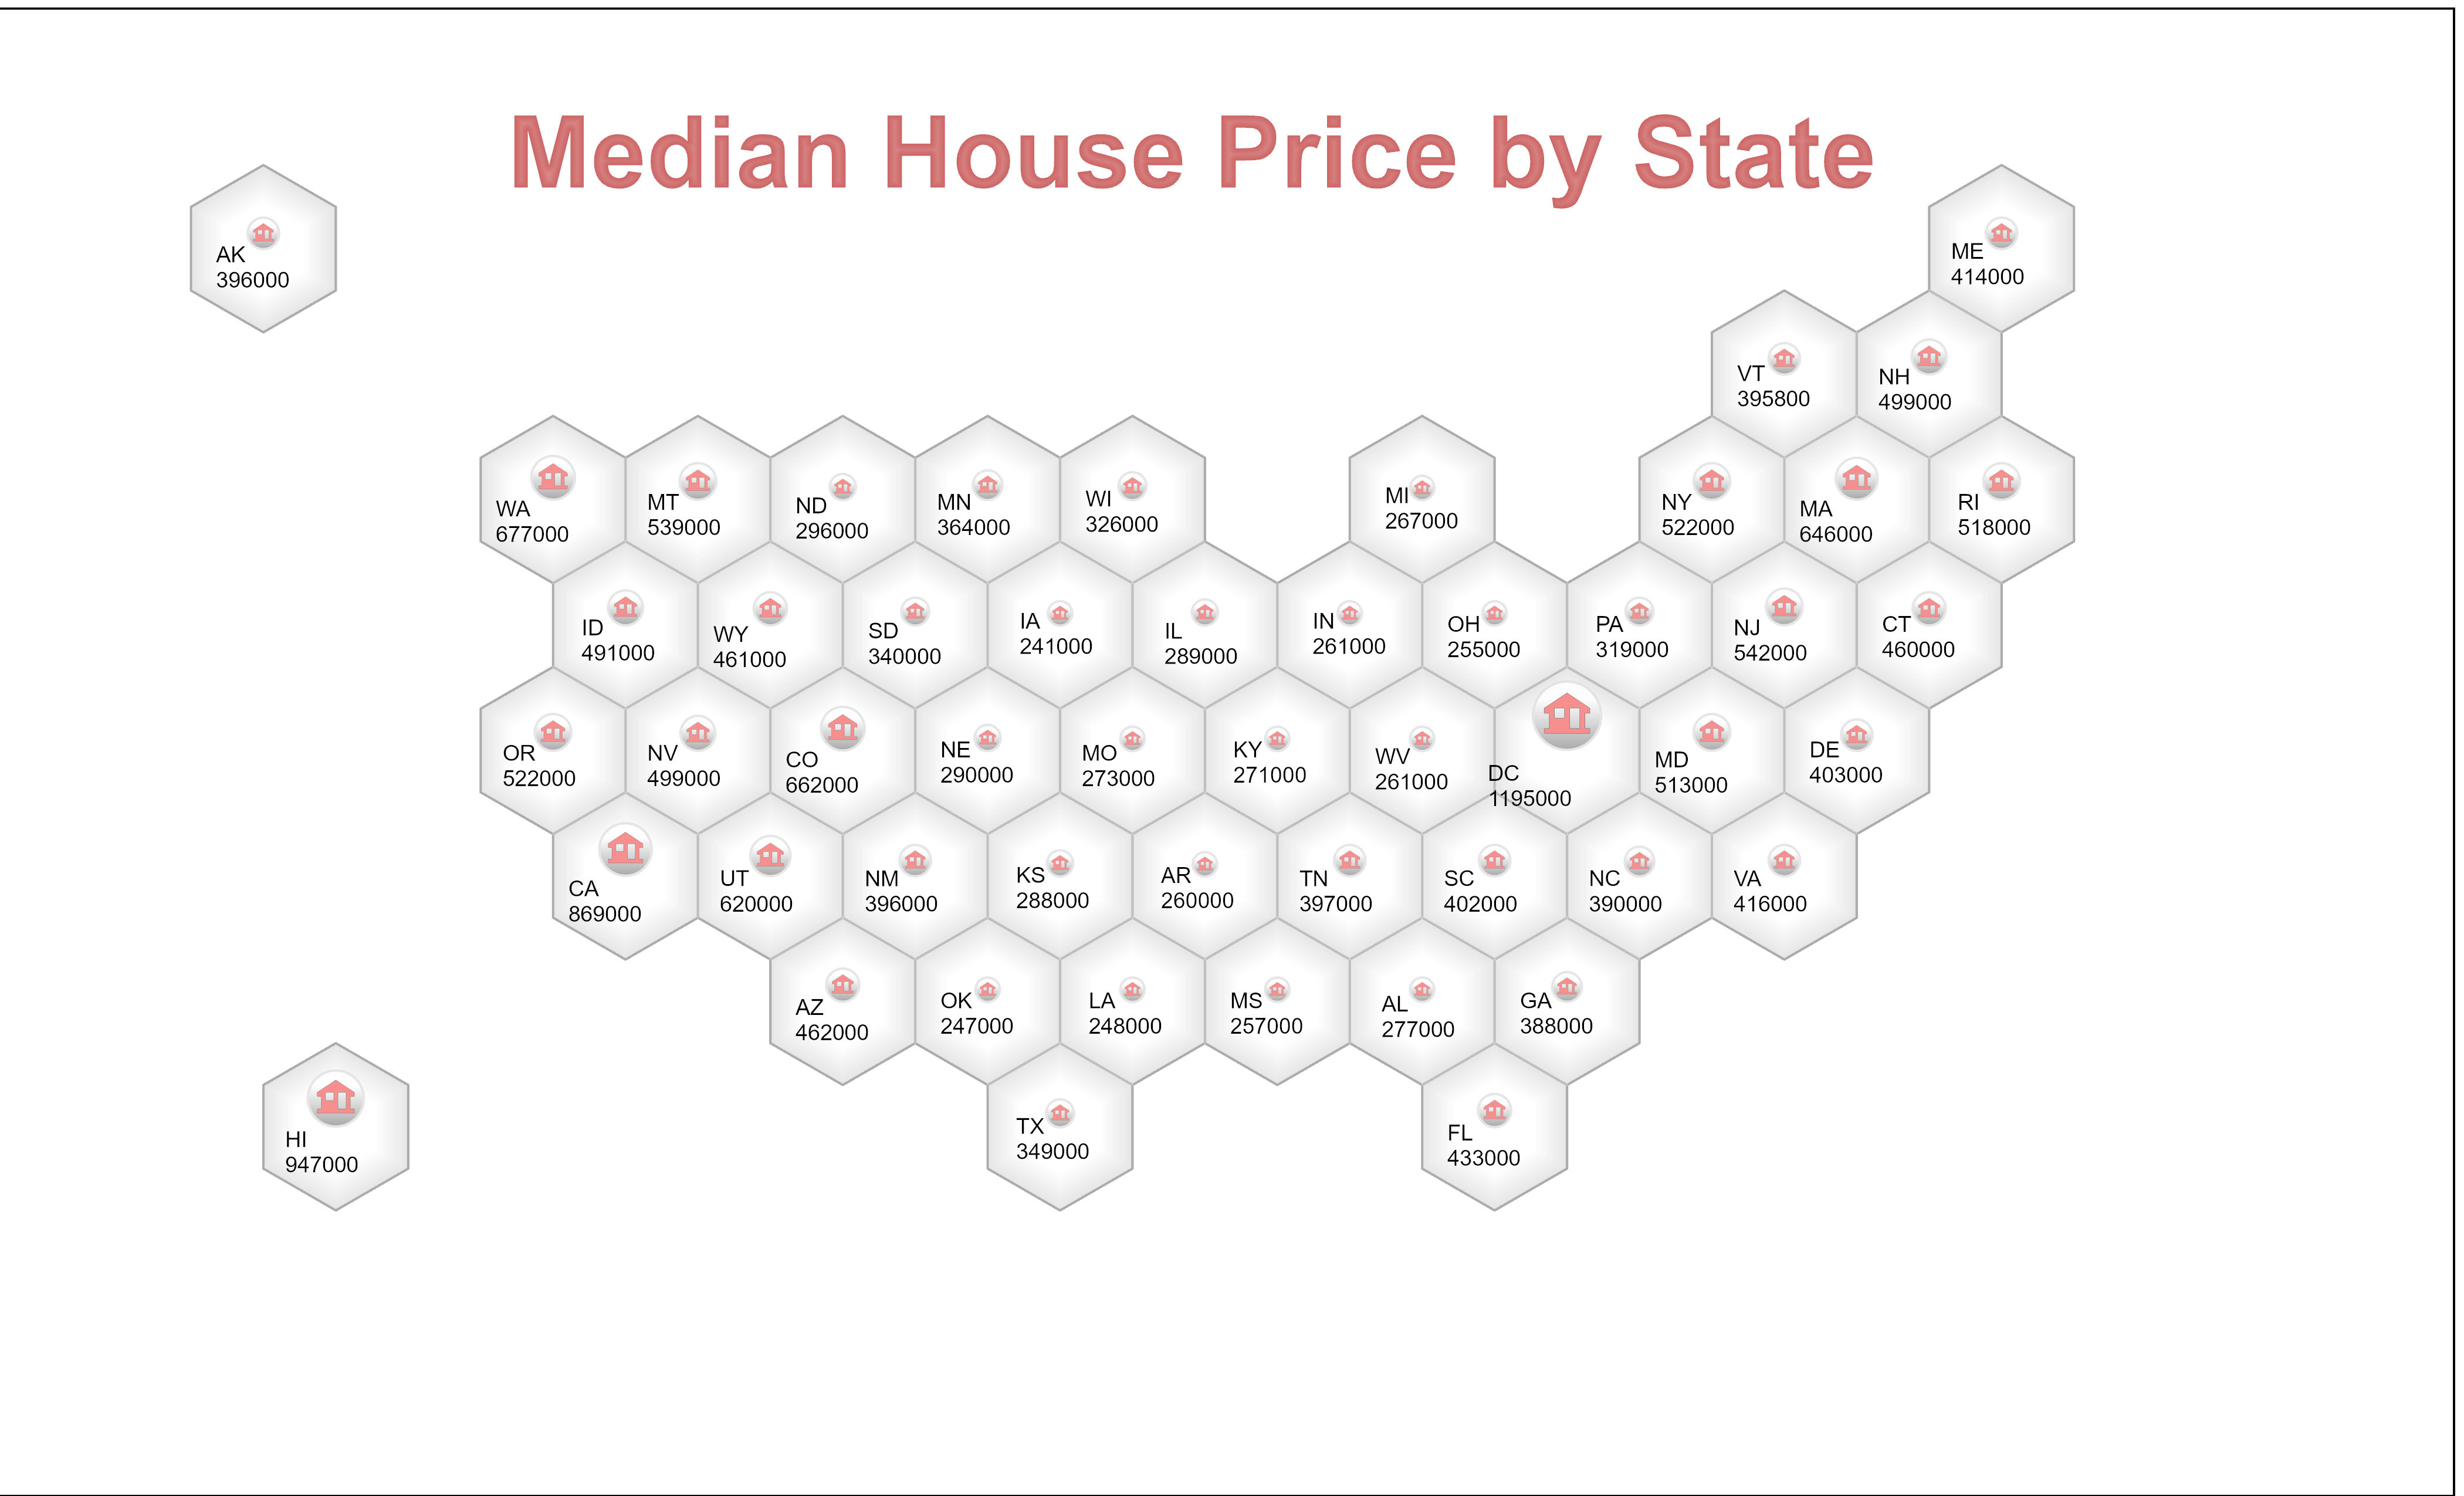 Median House Price by State
AK
396000
ME
414000
VT
395800
NH
499000
WA
677000
MT
539000
ND
296000
MN
364000
WI
326000
MI
267000
NY
522000
MA
646000
RI
518000
ID
491000
WY
461000
SD
340000
IA
241000
IL
289000
IN
261000
OH
255000
PA
319000
NJ
542000
CT
460000
OR
522000
NV
499000
CO
662000
NE
290000
MO
273000
KY
271000
WV
261000
DC
1195000
MD
513000
DE
403000
CA
869000
UT
620000
NM
396000
KS
288000
AR
260000
TN
397000
SC
402000
NC
390000
VA
416000
AZ
462000
OK
247000
LA
248000
MS
257000
AL
277000
GA
388000
HI
947000
TX
349000
FL
433000